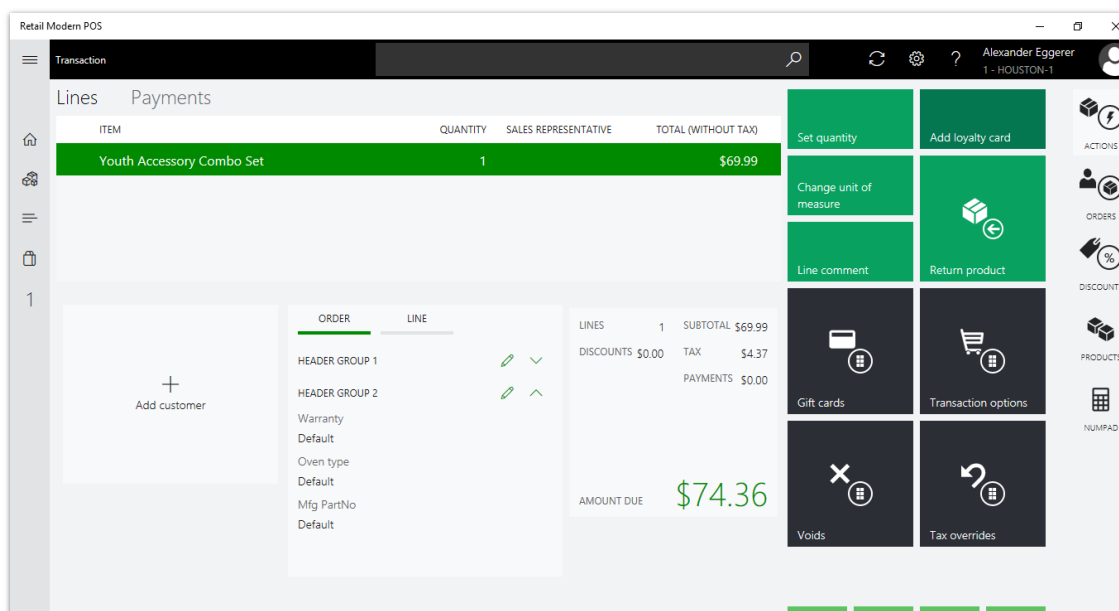 Retail Modern POS
Transaction
Alexander Eggerer
1 - HOUSTON-1
Lines Payments
ITEM QUANTITY SALES REPRESENTATIVE TOTAL (WITHOUT TAX)
Youth Accessory Combo Set 1 $69.99
1
Add customer
ORDER LINE
HEADER GROUP 1
HEADER GROUP 2
Warranty
Default
Oven type
Default
Mfg PartNo
Default
LINES 1 SUBTOTAL $69.99
DISCOUNTS $0.00 TAX $4.37
PAYMENTS $0.00
AMOUNT DUE $74.36
Set quantity
Add loyalty card
Change unit of
measure
Line comment
Return product
Gift cards
Transaction options
Voids
Tax overrides
ACTIONS
ORDERS
DISCOUNT
PRODUCTS
NUMPAD